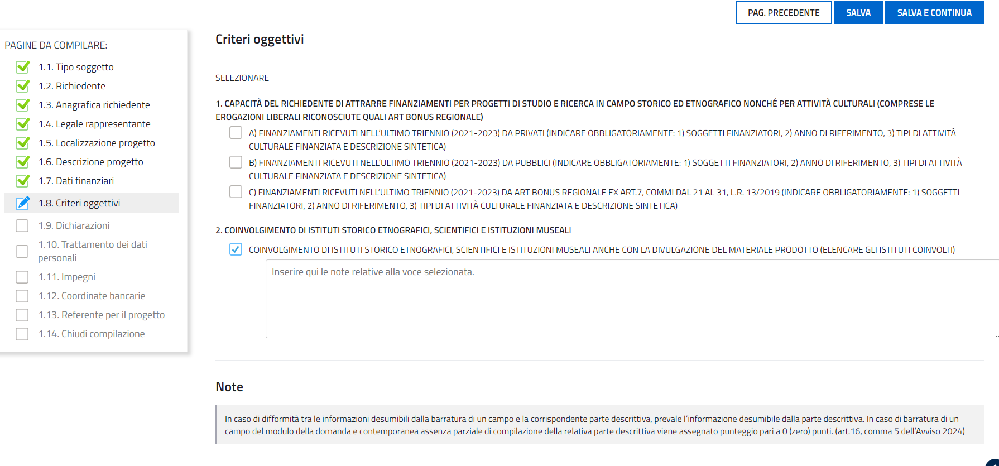 PAG. PRECEDENTE
SALVA
SALVA E CONTINUA
PAGINE DA COMPILARE:
1.1. Tipo soggetto
1.2. Richiedente
1.3. Anagrafica richiedente
1.4. Legale rappresentante
1.5. Localizzazione progetto
1.6. Descrizione progetto
1.7. Dati finanziari
1.8. Criteri oggettivi
1.9. Dichiarazioni
1.10. Trattamento dei dati
personali
1.11. Impegni
1.12. Coordinate bancarie
1.13. Referente per il progetto
1.14. Chiudi compilazione
Criteri oggettivi
SELEZIONARE
1. CAPACITÀ DEL RICHIEDENTE DI ATTRARRE FINANZIAMENTI PER PROGETTI DI STUDIO E RICERCA IN CAMPO STORICO ED ETNOGRAFICO NONCHÉ PER ATTIVITÀ CULTURALI (COMPRESE LE
EROGAZIONI LIBERALI RICONOSCIUTE QUALI ART BONUS REGIONALE)
A) FINANZIAMENTI RICEVUTI NELL’ULTIMO TRIENNIO (2021-2023) DA PRIVATI (INDICARE OBBLIGATORIAMENTE: 1) SOGGETTI FINANZIATORI, 2) ANNO DI RIFERIMENTO, 3) TIPI DI ATTIVITÀ
CULTURALE FINANZIATA E DESCRIZIONE SINTETICA)
B) FINANZIAMENTI RICEVUTI NELL’ULTIMO TRIENNIO (2021-2023) DA PUBBLICI (INDICARE OBBLIGATORIAMENTE: 1) SOGGETTI FINANZIATORI, 2) ANNO DI RIFERIMENTO, 3) TIPI DI ATTIVITÀ
CULTURALE FINANZIATA E DESCRIZIONE SINTETICA)
C) FINANZIAMENTI RICEVUTI NELL’ULTIMO TRIENNIO (2021-2023) DA ART BONUS REGIONALE EX ART.7, COMMI DAL 21 AL 31, L.R. 13/2019 (INDICARE OBBLIGATORIAMENTE: 1) SOGGETTI
FINANZIATORI, 2) ANNO DI RIFERIMENTO, 3) TIPI DI ATTIVITÀ CULTURALE FINANZIATA E DESCRIZIONE SINTETICA)
2. COINVOLGIMENTO DI ISTITUTI STORICO ETNOGRAFICI, SCIENTIFICI E ISTITUZIONI MUSEALI
COINVOLGIMENTO DI ISTITUTI STORICO ETNOGRAFICI, SCIENTIFICI E ISTITUZIONI MUSEALI ANCHE CON LA DIVULGAZIONE DEL MATERIALE PRODOTTO (ELENCARE GLI ISTITUTI COINVOLTI)
Inserire qui le note relative alla voce selezionata.
Note
In caso di difformità tra le informazioni desumibili dalla barratura di un campo e la corrispondente parte descrittiva, prevale l’informazione desumibile dalla parte descrittiva. In caso di barratura di un
campo del modulo della domanda e contemporanea assenza parziale di compilazione della relativa parte descrittiva viene assegnato punteggio pari a 0 (zero) punti. (art.16, comma 5 dell’Avviso 2024)